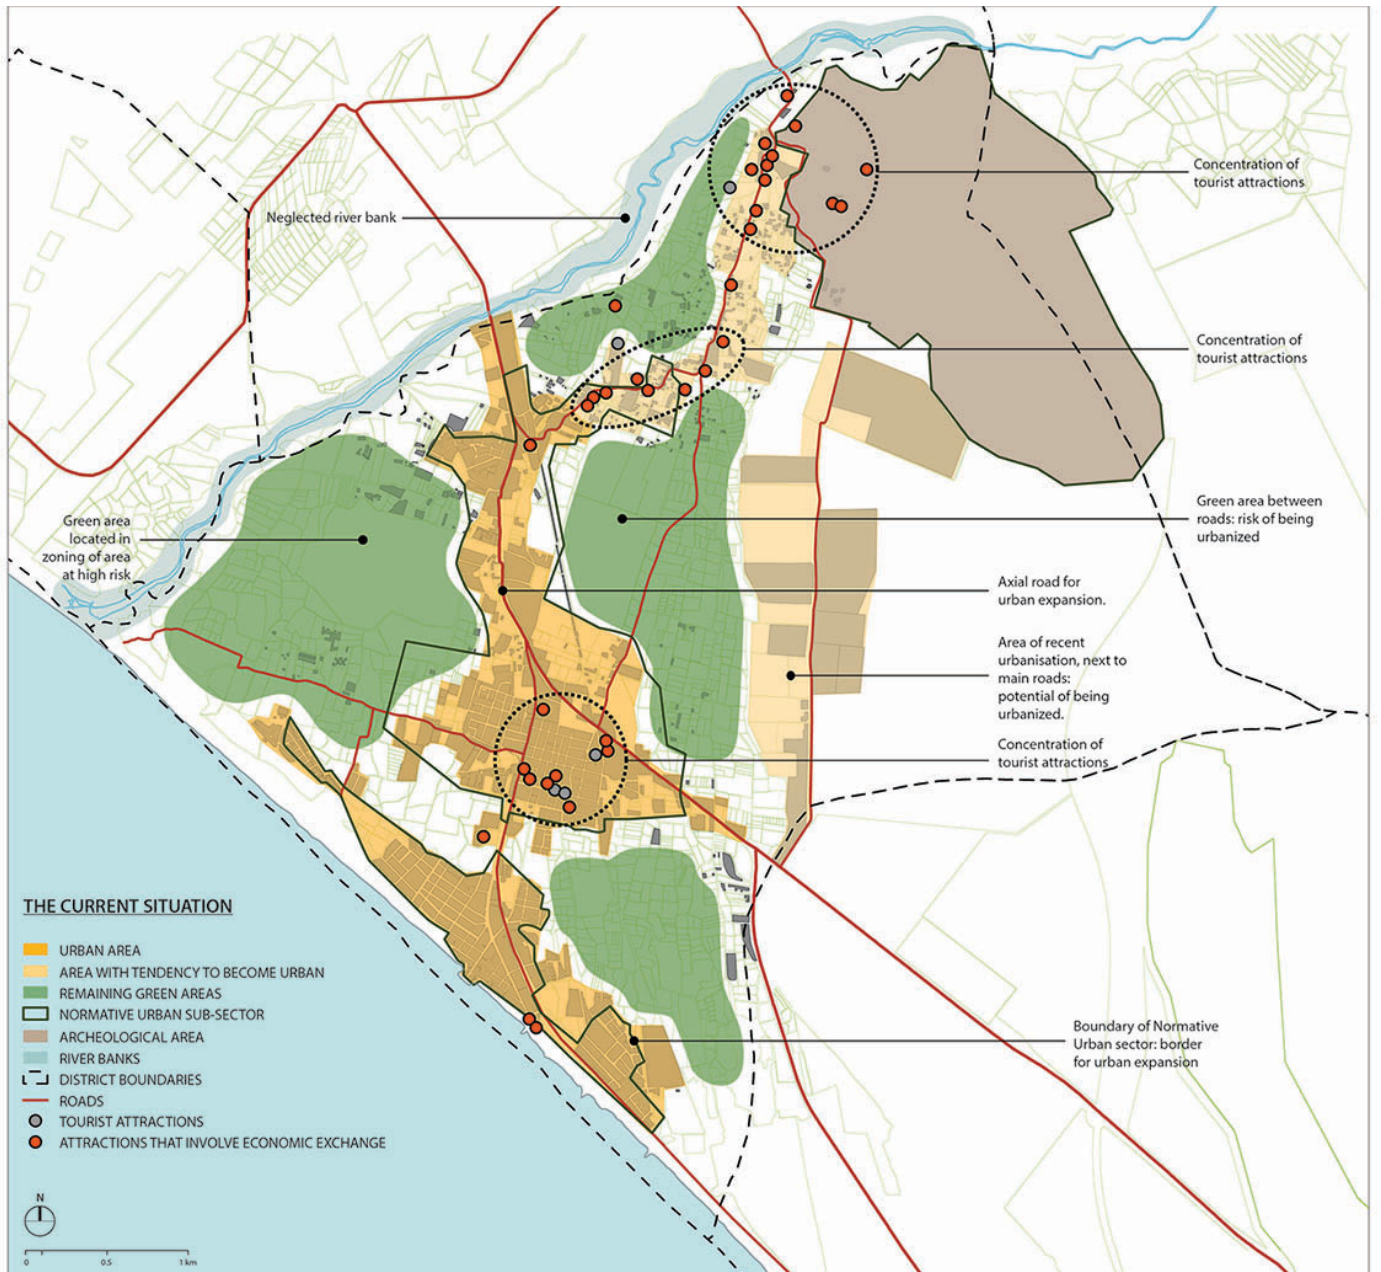 Concentration of
tourist attractions
Neglected river bank
Concentration of
tourist attractions
Green area between
roads: risk of being
urbanized
Green area
located in
zoning of area
at high risk
Axial road for
urban expansion.
Area of recent
urbanisation, next to
main roads:
potential of being
urbanized.
Concentration of
tourist attractions
THE CURRENT SITUATION
URBAN AREA
AREA WITH TENDENCY TO BECOME URBAN
REMAINING GREEN AREAS
NORMATIVE URBAN SUB-SECTOR
ARCHEOLOGICAL AREA
RIVER BANKS
DISTRICT BOUNDARIES
ROADS
TOURIST ATTRACTIONS
ATTRACTIONS THAT INVOLVE ECONOMIC EXCHANGE
Boundary of Normative
Urban sector: border
for urban expansion
N
0 0.5 1 km